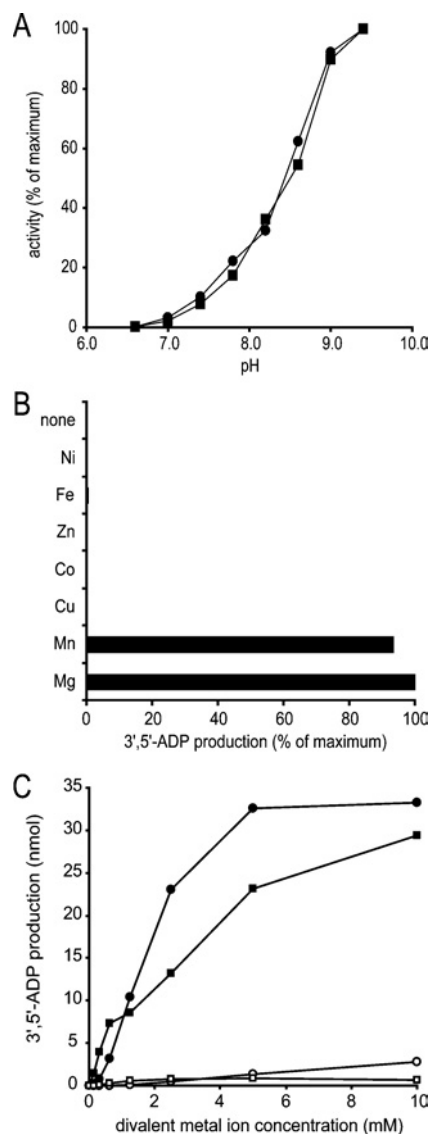 A
activity (% of maximum)
100
80
60
40
20
0
6.0 7.0 8.0 9.0 10.0
pH
B
none
Ni
Fe
Zn
Co
Cu
Mn
Mg
0 20 40 60 80 100
3',5'-ADP production (% of maximum)
C
3',5'-ADP production (nmol)
35
30
25
20
15
10
5
0
0 2 4 6 8 10
divalent metal ion concentration (mM)